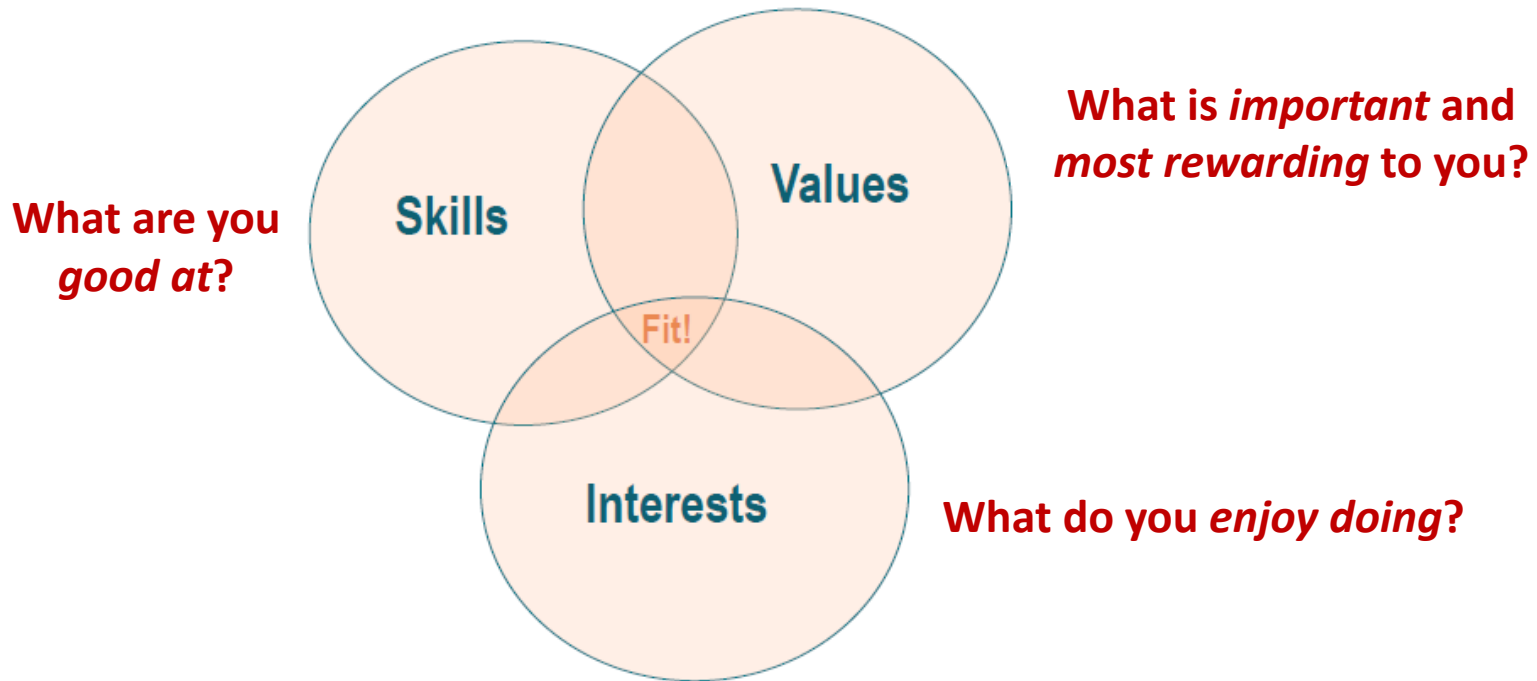 What is important and
most rewarding to you?
Values
Skills
What are you
good at?
Fit!
Interests
What do you enjoy doing?